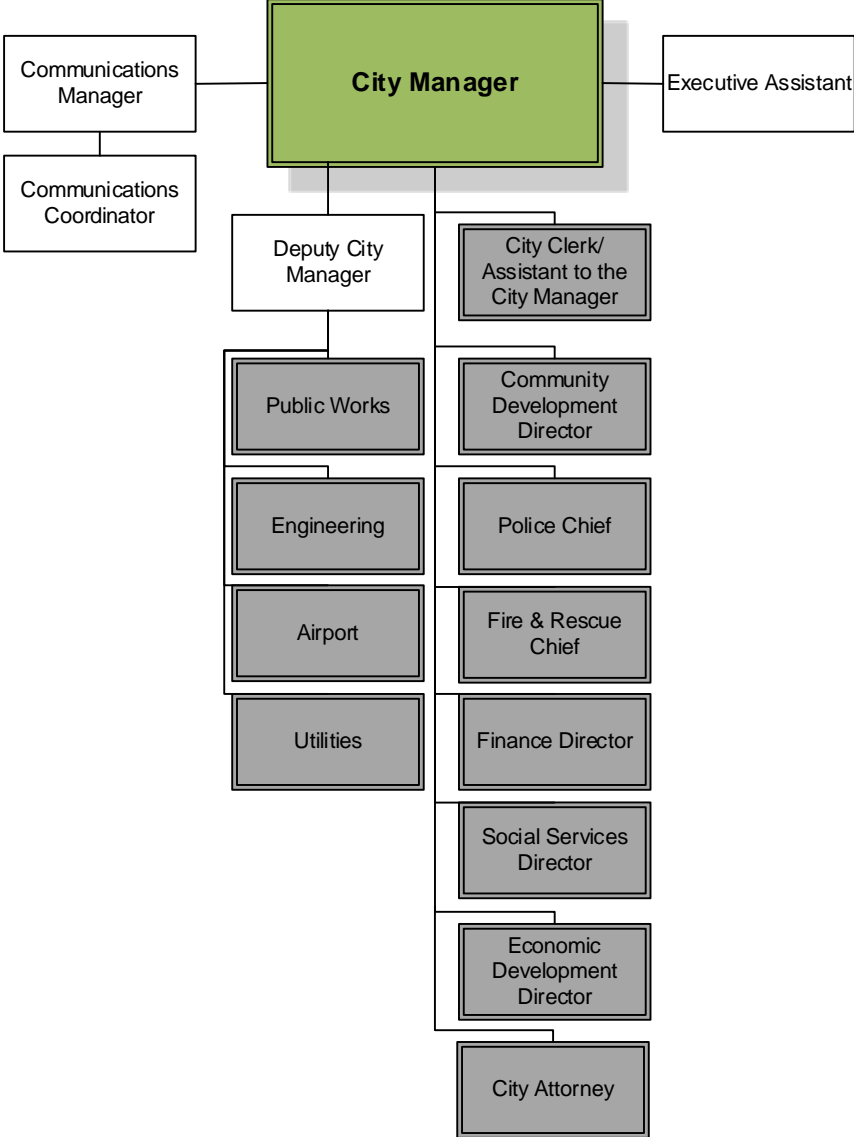 City Manager
Communications
Manager
Executive Assistant
Communications
Coordinator
Deputy City
Manager
City Clerk/
Assistant to the
City Manager
Public Works
Community
Development
Director
Engineering
Police Chief
Airport
Fire & Rescue
Chief
Utilities
Finance Director
Social Services
Director
Economic
Development
Director
City Attorney